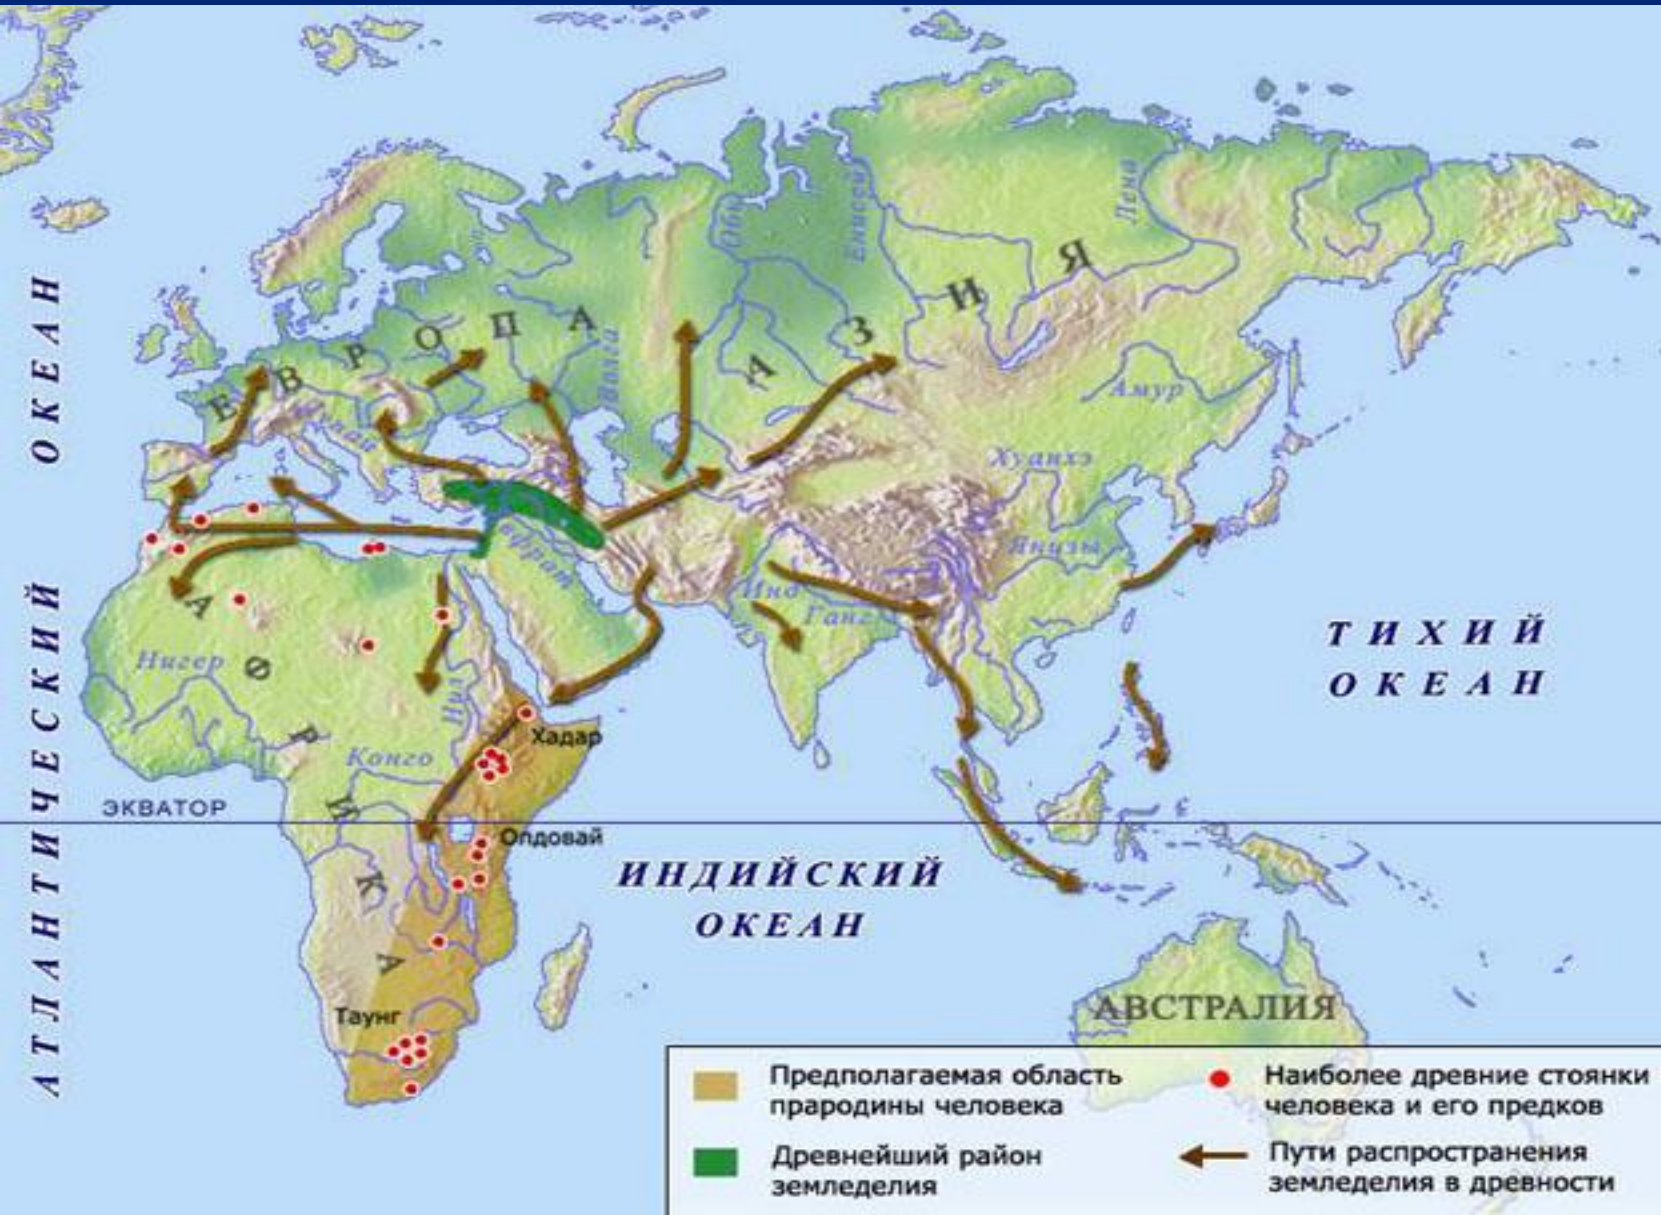 Обь
Енисей
Лена
ЕВРОПА
АЗИЯ
Волга
Дунай
Амур
Хуанхэ
Янцзы
Евфрат
Инд
Ганг
АТЛАНТИЧЕСКИЙ
ОКЕАН
ТИХИЙ
ОКЕАН
АФРИКА
Нигер
Нил
Хадар
Конго
ЭКВАТОР
Олдовай
ИНДИЙСКИЙ
ОКЕАН
Таунг
АВСТРАЛИЯ
Предполагаемая область
прародины человека
Древнейший район
земледелия
Наиболее древние стоянки
человека и его предков
Пути распространения
земледелия в древности